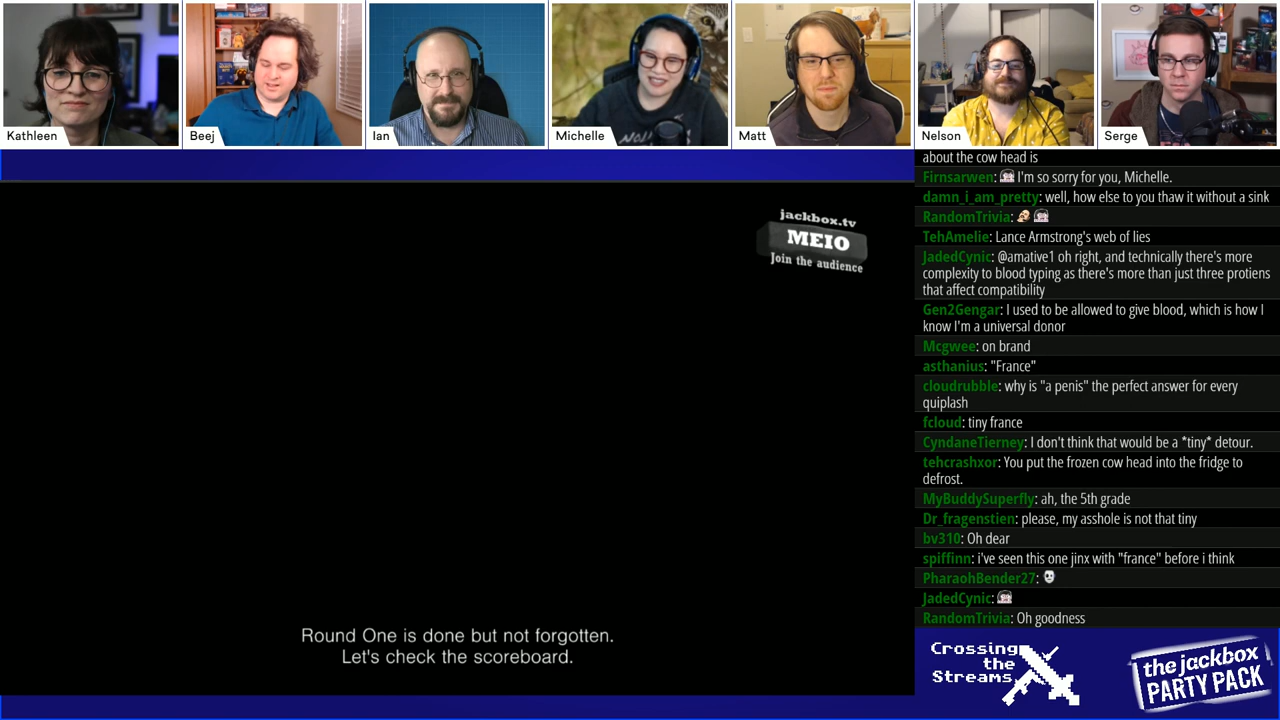 Kathleen
Beej
Ian
Michelle
Matt
Nelson
Serge
jackbox.tv
MEIO
Join the audience
Round One is done but not forgotten.
Let's check the scoreboard.
about the cow head is
Firnsarwen: I'm so sorry for you, Michelle.
damn_i_am_pretty: well, how else to you thaw it without a sink
RandomTrivia:
TehAmelie: Lance Armstrong's web of lies
JadedCynic: @amative1 oh right, and technically there's more
complexity to blood typing as there's more than just three protiens
that affect compatibility
Gen2Gengar: I used to be allowed to give blood, which is how I
know I'm a universal donor
Mcgwee: on brand
asthanius: "France"
cloudrubble: why is "a penis" the perfect answer for every
quiplash
fcloud: tiny france
CyndaneTierney: I don't think that would be a *tiny* detour.
tehcrashxor: You put the frozen cow head into the fridge to
defrost.
MyBuddySuperfly: ah, the 5th grade
Dr_fragenstien: please, my asshole is not that tiny
bv310: Oh dear
spiffinn: i've seen this one jinx with "france" before i think
PharaohBender27:
JadedCynic:
RandomTrivia: Oh goodness
Crossing
the
Streams
the jackbox
PARTY PACK